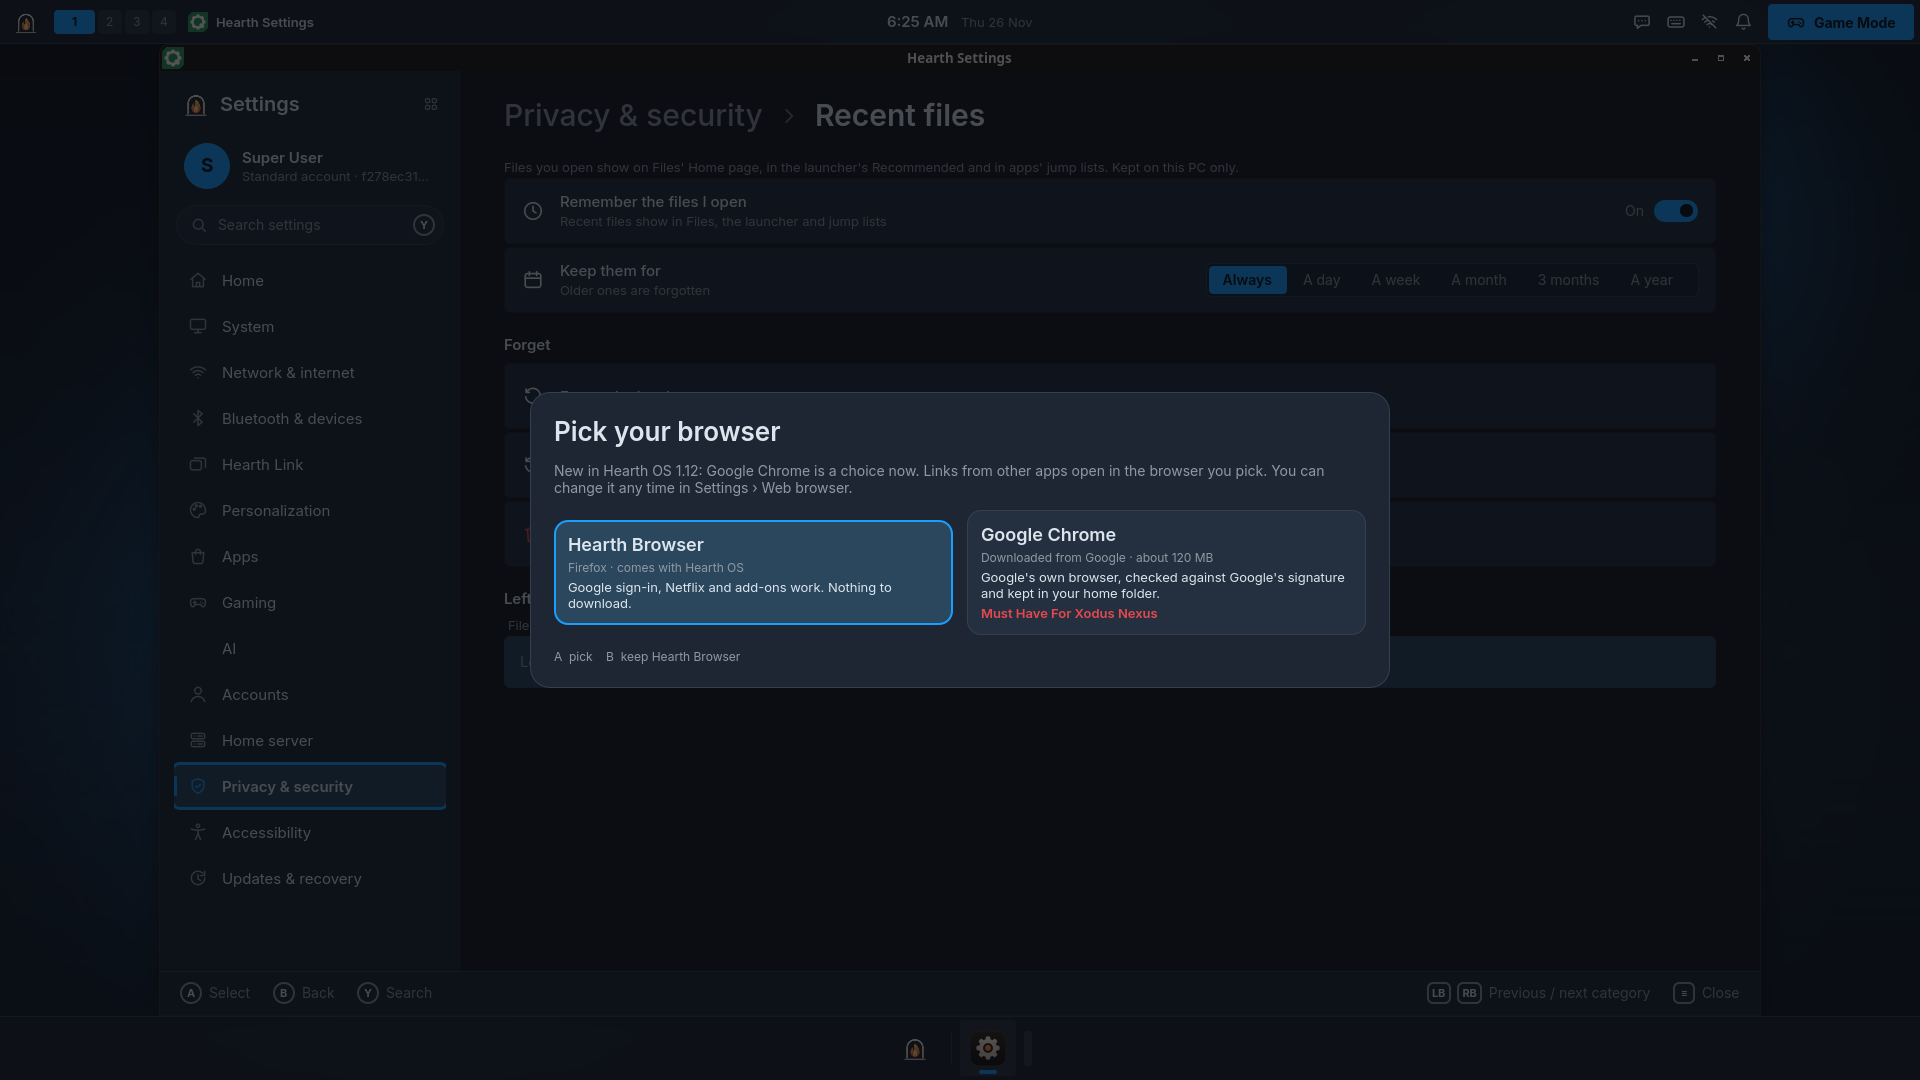 1 2 3 4 Hearth Settings 6:25 AM Thu 26 Nov Game Mode
Hearth Settings
Settings
S
Super User
Standard account · f278ec31...
Search settings Y
Home
System
Network & internet
Bluetooth & devices
Hearth Link
Personalization
Apps
Gaming
AI
Accounts
Home server
Privacy & security
Accessibility
Updates & recovery
Privacy & security › Recent files
Files you open show on Files' Home page, in the launcher's Recommended and in apps' jump lists. Kept on this PC only.
Remember the files I open
Recent files show in Files, the launcher and jump lists
On
Keep them for
Older ones are forgotten
Always A day A week A month 3 months A year
Forget
Left
File
Pick your browser
New in Hearth OS 1.12: Google Chrome is a choice now. Links from other apps open in the browser you pick. You can
change it any time in Settings › Web browser.
Hearth Browser
Firefox · comes with Hearth OS
Google sign-in, Netflix and add-ons work. Nothing to
download.
Google Chrome
Downloaded from Google · about 120 MB
Google's own browser, checked against Google's signature
and kept in your home folder.
Must Have For Xodus Nexus
A pick B keep Hearth Browser
A Select B Back Y Search
LB RB Previous / next category ≡ Close